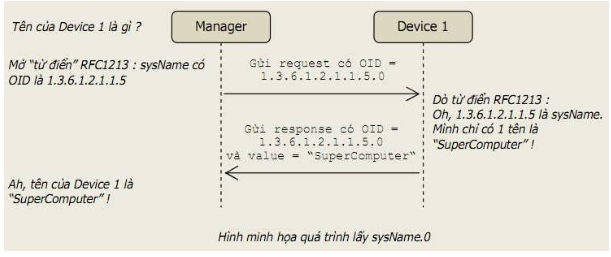 Tên của Device 1 là gì ?
Manager
Device 1
Mở “từ điển” RFC1213 : sysName có
OID là 1.3.6.1.2.1.1.5
Gửi request có OID =
1.3.6.1.2.1.1.5.0
Dò từ điển RFC1213 :
Oh, 1.3.6.1.2.1.1.5 là sysName.
Mình chỉ có 1 tên là
“SuperComputer” !
Gửi response có OID =
1.3.6.1.2.1.1.5.0
và value = “SuperComputer“
Ah, tên của Device 1 là
“SuperComputer” !
Hình minh họa quá trình lấy sysName.0